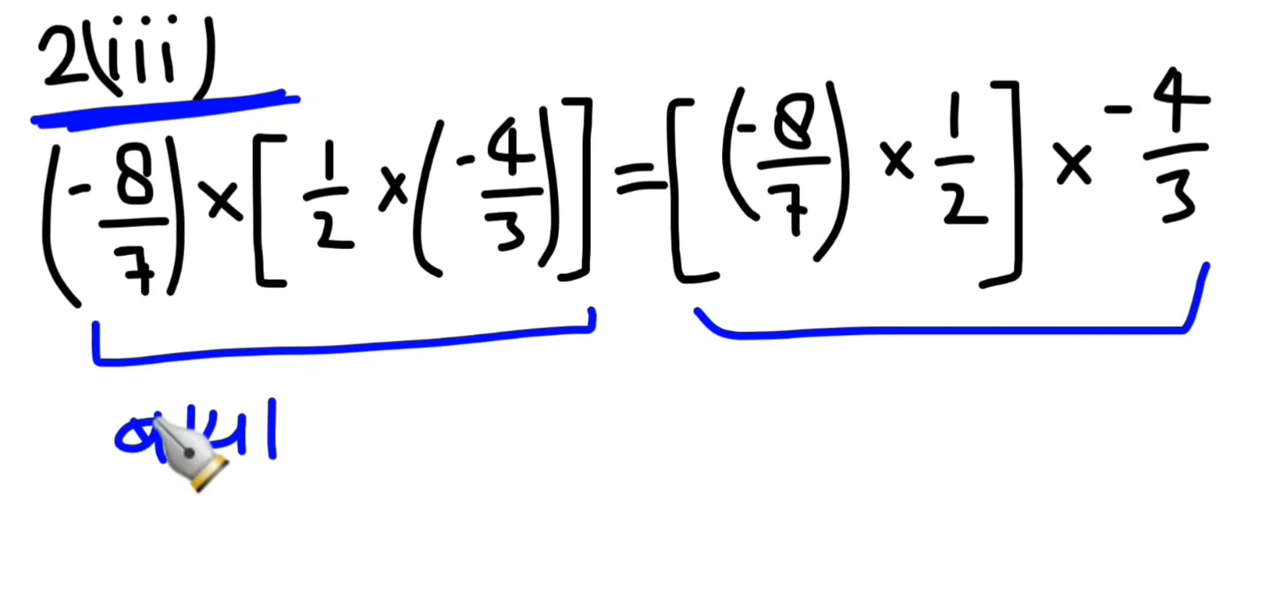 2(iii)
(-8/7) × [1/2 × (-4/3)] = [(-8/7) × 1/2] × -4/3